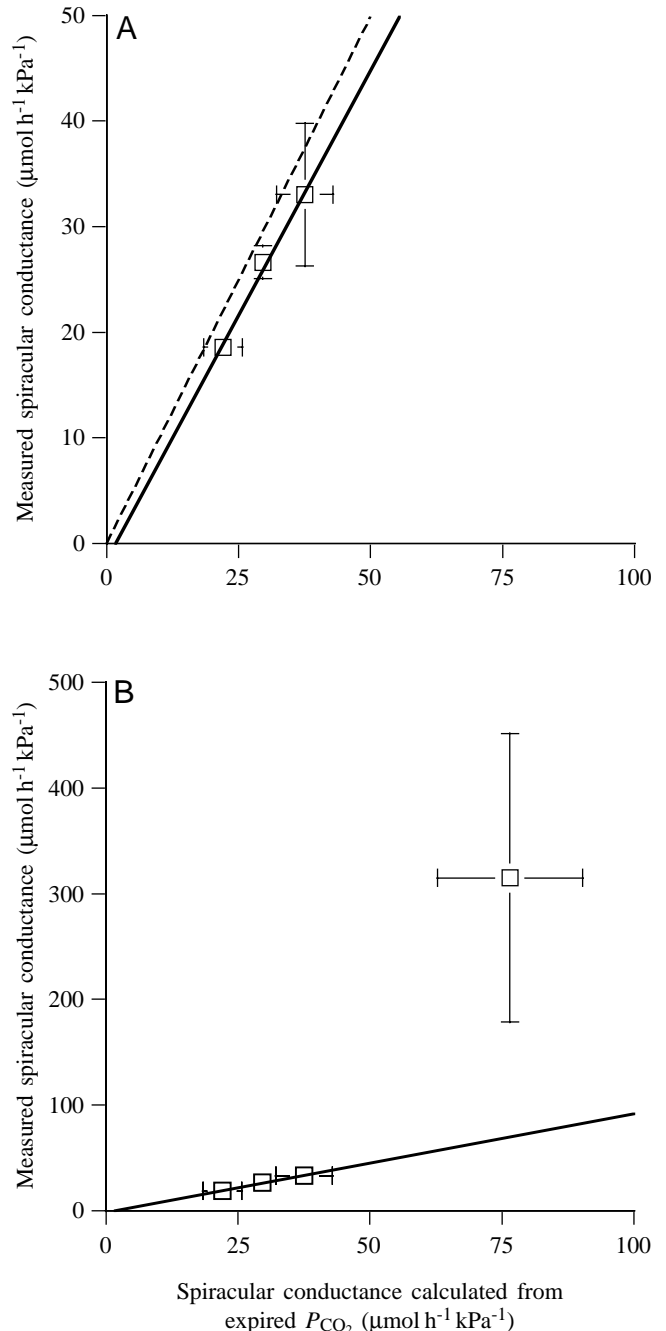 A
Measured spiracular conductance (μmol h⁻¹ kPa⁻¹)
50
40
30
20
10
0
0 25 50 75 100
B
Measured spiracular conductance (μmol h⁻¹ kPa⁻¹)
500
400
300
200
100
0
0 25 50 75 100
Spiracular conductance calculated from
expired P_CO₂ (μmol h⁻¹ kPa⁻¹)